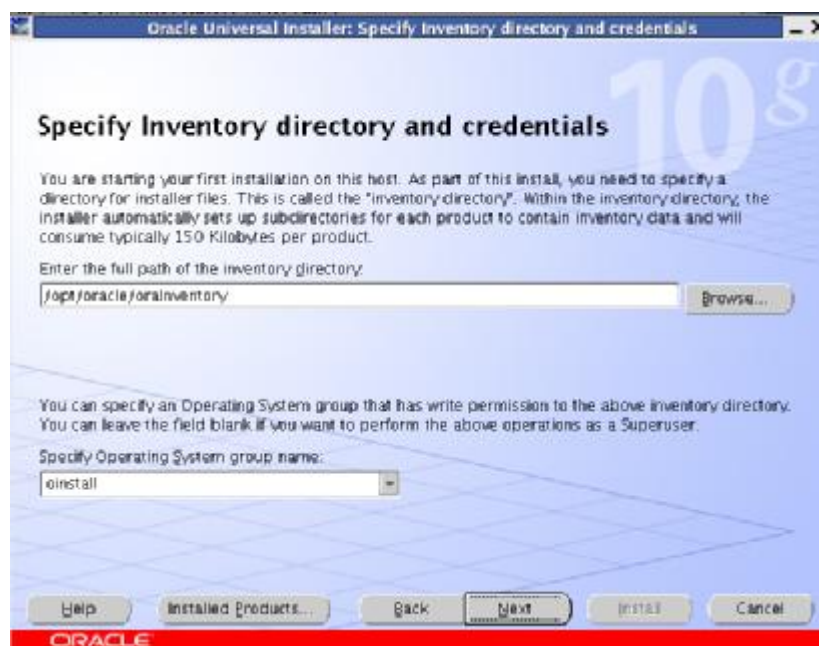 Oracle Universal Installer: Specify Inventory directory and credentials
10g
Specify Inventory directory and credentials
You are starting your first installation on this host. As part of this install, you need to specify a
directory for installer files. This is called the "inventory directory". Within the inventory directory, the
installer automatically sets up subdirectories for each product to contain inventory data and will
consume typically 150 Kilobytes per product.
Enter the full path of the inventory directory:
/opt/oracle/oraInventory
Browse...
You can specify an Operating System group that has write permission to the above inventory directory.
You can leave the field blank if you want to perform the above operations as a Superuser.
Specify Operating System group name:
oinstall
Help Installed Products... Back Next Install Cancel
ORACLE